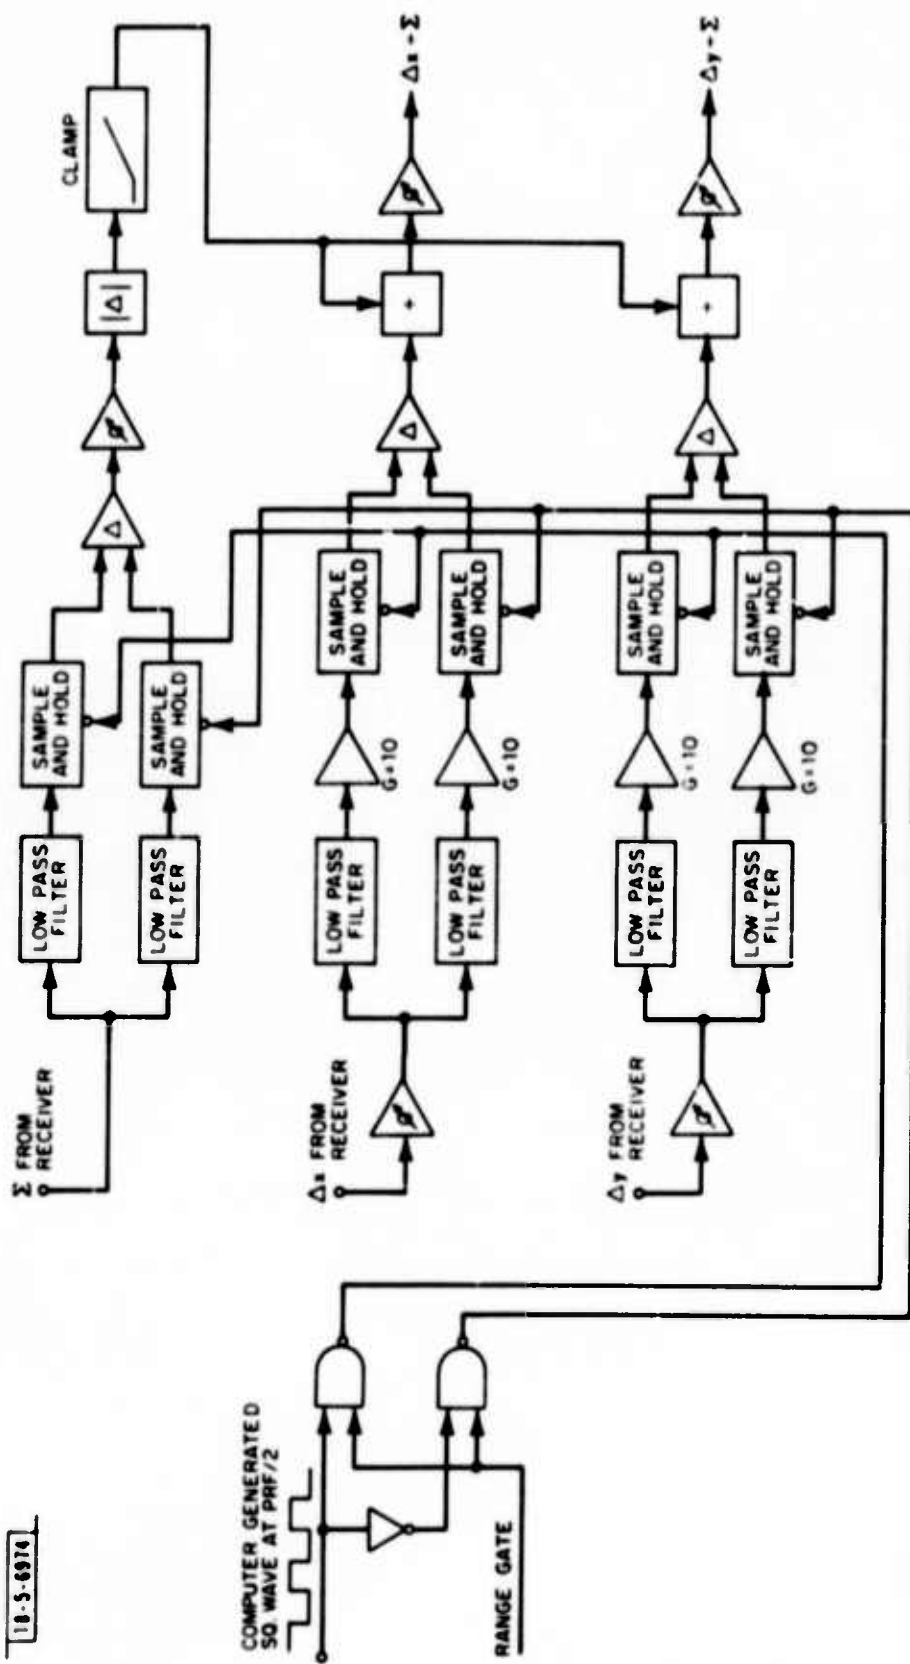 18-5-6974
COMPUTER GENERATED
SQ. WAVE AT PRF/2
RANGE GATE
Σ FROM
RECEIVER
LOW PASS
FILTER
SAMPLE
AND HOLD
LOW PASS
FILTER
SAMPLE
AND HOLD
Δ
|Δ|
CLAMP
Δx FROM
RECEIVER
LOW PASS
FILTER
G=10
SAMPLE
AND HOLD
LOW PASS
FILTER
G=10
SAMPLE
AND HOLD
Δ
Δx - Σ
Δy FROM
RECEIVER
LOW PASS
FILTER
G=10
SAMPLE
AND HOLD
LOW PASS
FILTER
G=10
SAMPLE
AND HOLD
Δ
Δy - Σ